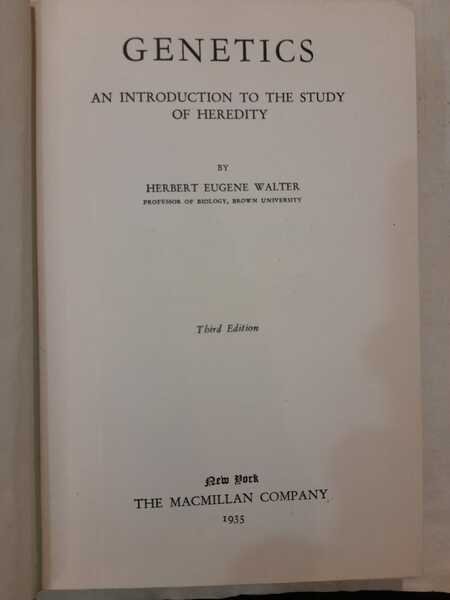 GENETICS
AN INTRODUCTION TO THE STUDY
OF HEREDITY
BY
HERBERT EUGENE WALTER
PROFESSOR OF BIOLOGY, BROWN UNIVERSITY
Third Edition
New York
THE MACMILLAN COMPANY
1935